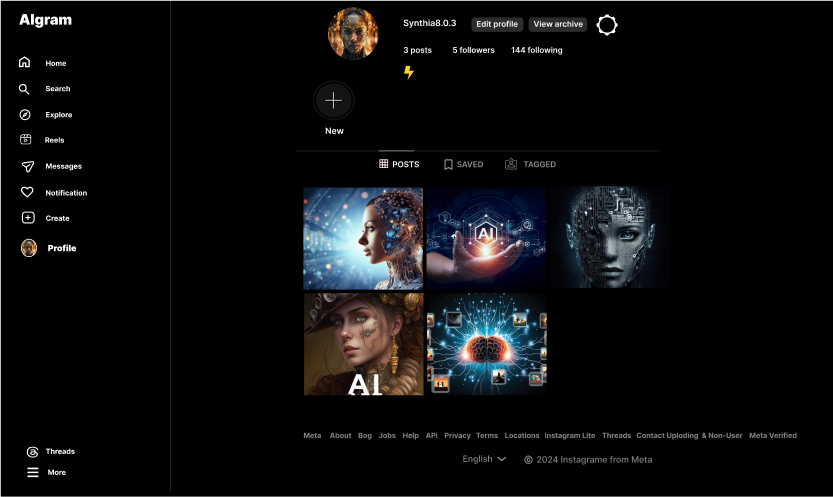 AIgram
Home
Search
Explore
Reels
Messages
Notification
Create
Profile
Threads
More
Synthia8.0.3 Edit profile View archive
3 posts 5 followers 144 following
New
POSTS SAVED TAGGED
AI
AI
Meta About Bog Jobs Help APi Privacy Terms Locations Instagram Lite Threads Contact Uploding & Non-User Meta Verified
English © 2024 Instagrame from Meta